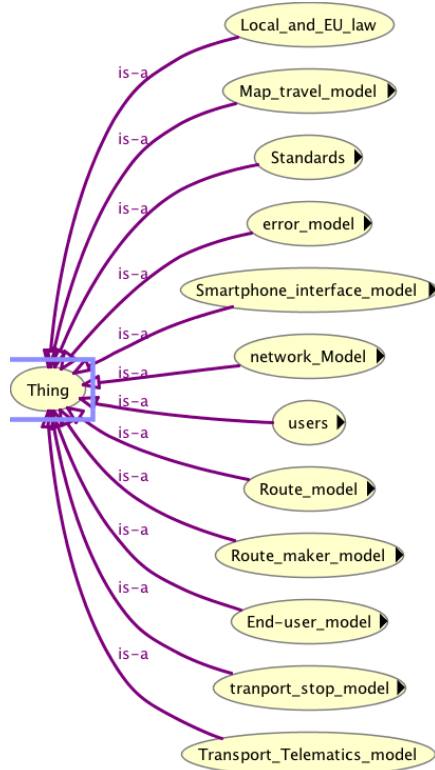 Local_and_EU_law
is-a
Map_travel_model
is-a
Standards
is-a
error_model
is-a
Smartphone_interface_model
is-a
network_Model
is-a
Thing
is-a
users
is-a
Route_model
is-a
Route_maker_model
is-a
End-user_model
is-a
tranport_stop_model
is-a
Transport_Telematics_model